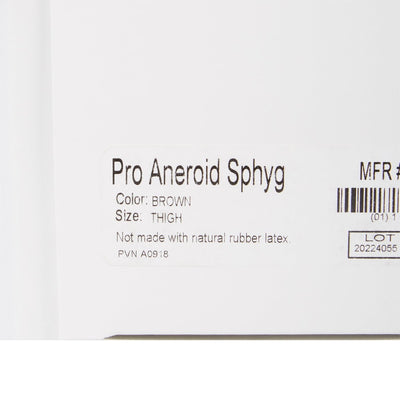 Pro Aneroid Sphyg
Color: BROWN
Size: THIGH
Not made with natural rubber latex.
PVN A0918
MFR #
(01) 1
LOT
20224055